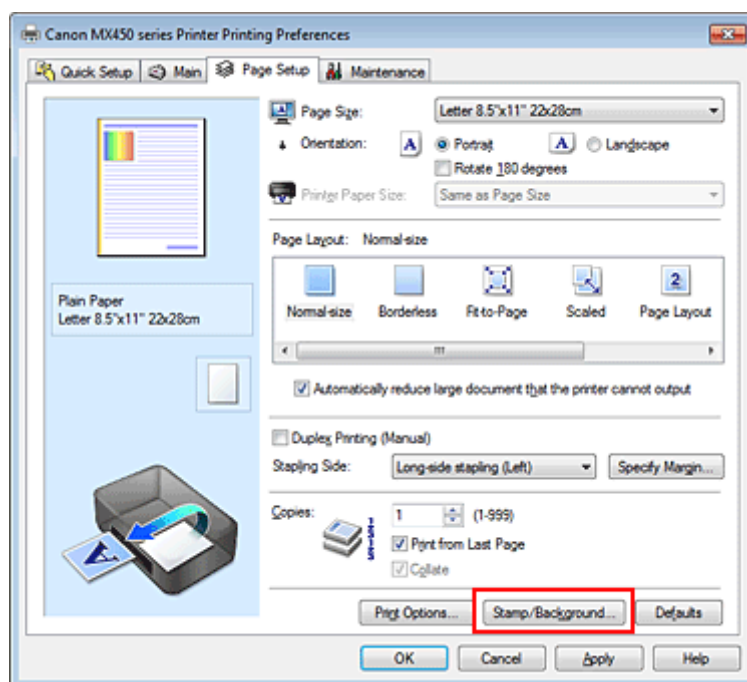 Canon MX450 series Printer Printing Preferences
Quick Setup Main Page Setup Maintenance
Page Size: Letter 8.5"x11" 22x28cm
Orientation: A Portrait A Landscape
Rotate 180 degrees
Printer Paper Size: Same as Page Size
Page Layout: Normal-size
2
Normal-size Borderless Fit-to-Page Scaled Page Layout
Plain Paper
Letter 8.5"x11" 22x28cm
Automatically reduce large document that the printer cannot output
Duplex Printing (Manual)
Stapling Side: Long-side stapling (Left) Specify Margin...
Copies: 1 (1-999)
Print from Last Page
Collate
A
Print Options... Stamp/Background... Defaults
OK Cancel Apply Help